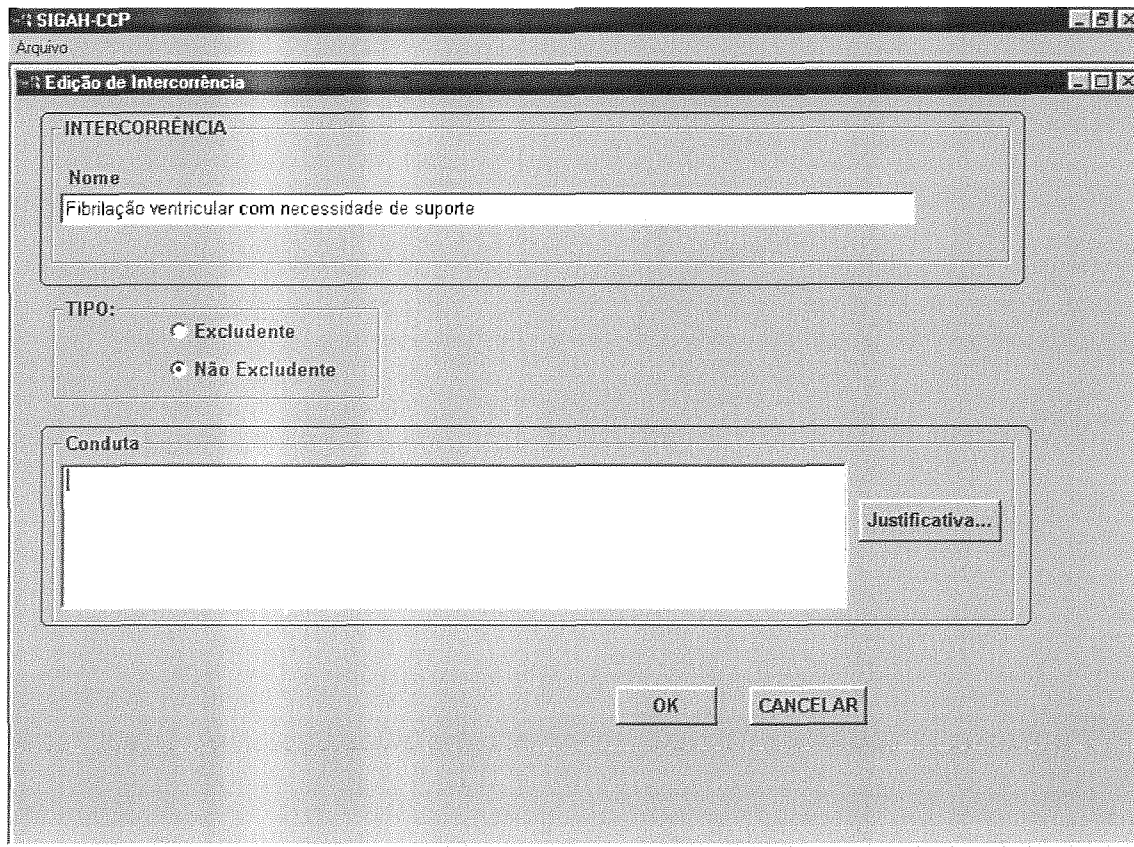 SIGAH-CCP
Arquivo
Edição de Intercorrência
INTERCORRÊNCIA
Nome
Fibrilação ventricular com necessidade de suporte
TIPO:
Excludente
Não Excludente
Conduta
Justificativa...
OK
CANCELAR